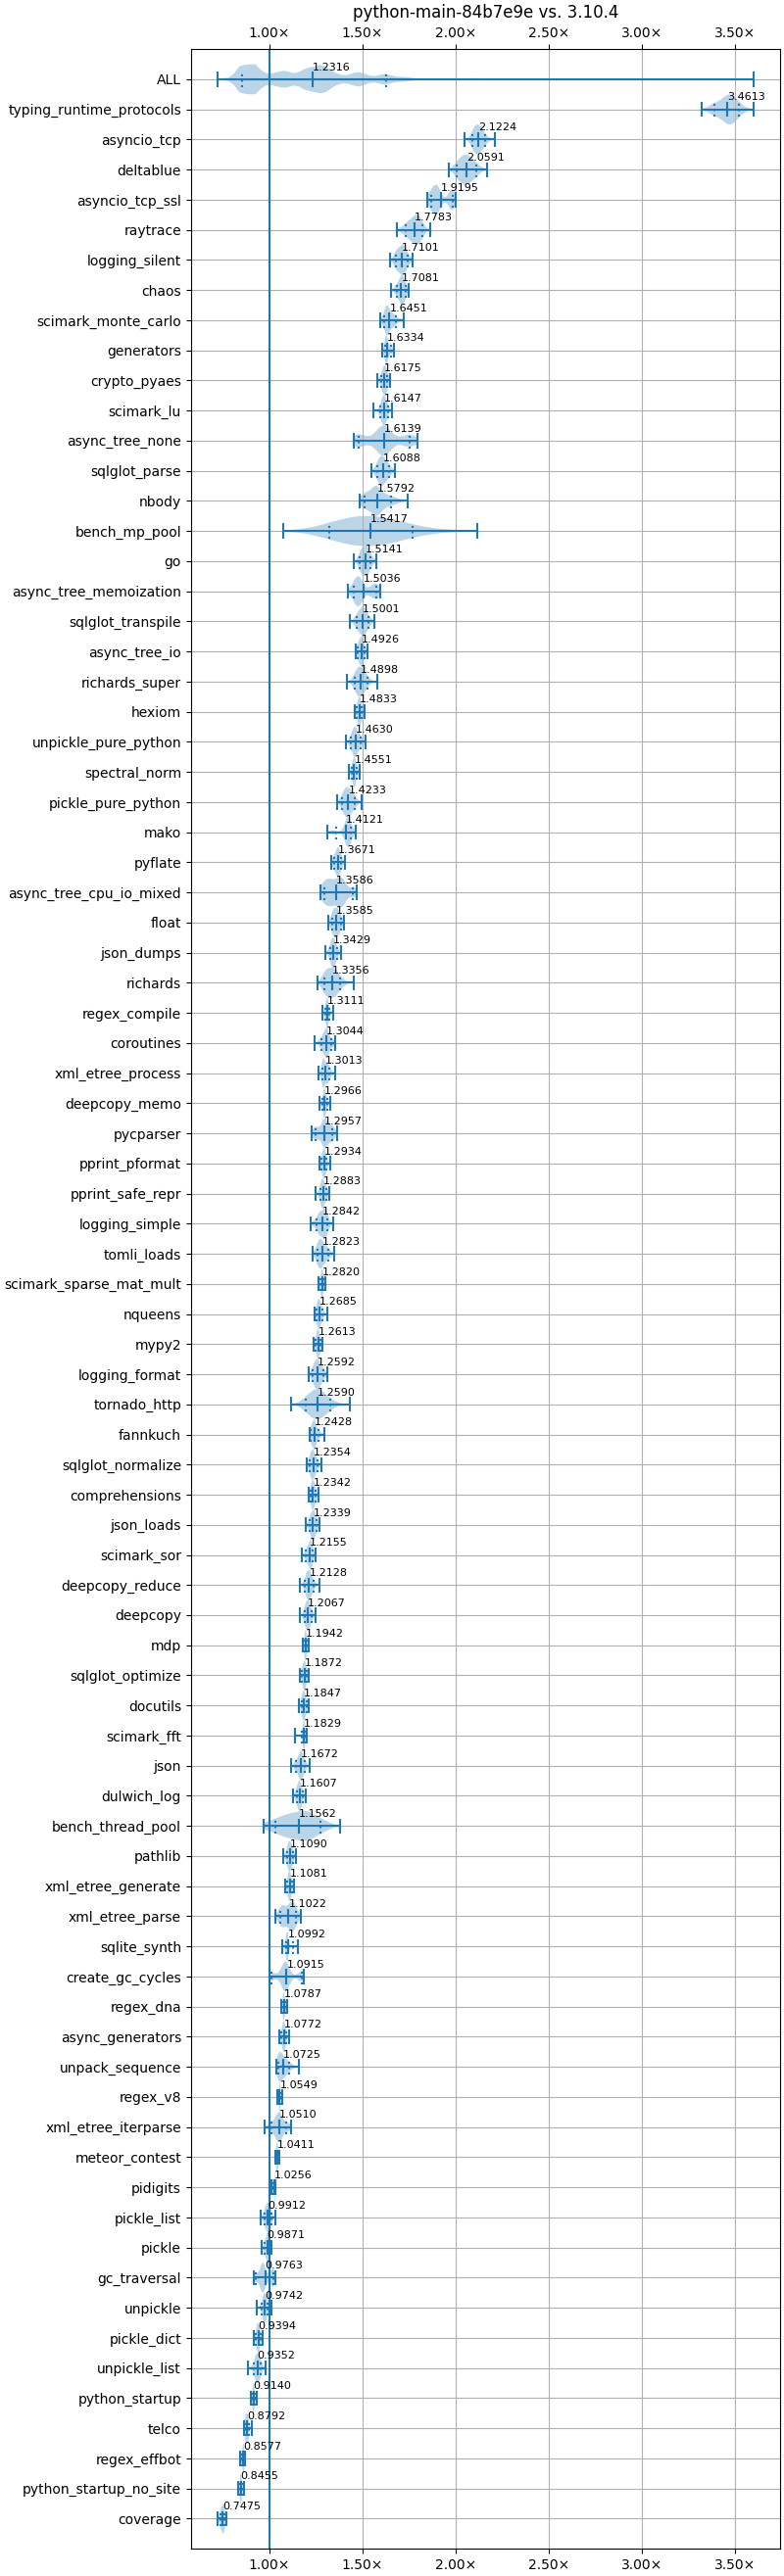 python-main-84b7e9e vs. 3.10.4
1.00× 1.50× 2.00× 2.50× 3.00× 3.50×
ALL 1.2316
typing_runtime_protocols 3.4613
asyncio_tcp 2.1224
deltablue 2.0591
asyncio_tcp_ssl 1.9195
raytrace 1.7783
logging_silent 1.7101
chaos 1.7081
scimark_monte_carlo 1.6451
generators 1.6334
crypto_pyaes 1.6175
scimark_lu 1.6147
async_tree_none 1.6139
sqlglot_parse 1.6088
nbody 1.5792
bench_mp_pool 1.5417
go 1.5141
async_tree_memoization 1.5036
sqlglot_transpile 1.5001
async_tree_io 1.4926
richards_super 1.4898
hexiom 1.4833
unpickle_pure_python 1.4630
spectral_norm 1.4551
pickle_pure_python 1.4233
mako 1.4121
pyflate 1.3671
async_tree_cpu_io_mixed 1.3586
float 1.3585
json_dumps 1.3429
richards 1.3356
regex_compile 1.3111
coroutines 1.3044
xml_etree_process 1.3013
deepcopy_memo 1.2966
pycparser 1.2957
pprint_pformat 1.2934
pprint_safe_repr 1.2883
logging_simple 1.2842
tomli_loads 1.2823
scimark_sparse_mat_mult 1.2820
nqueens 1.2685
mypy2 1.2613
logging_format 1.2592
tornado_http 1.2590
fannkuch 1.2428
sqlglot_normalize 1.2354
comprehensions 1.2342
json_loads 1.2339
scimark_sor 1.2155
deepcopy_reduce 1.2128
deepcopy 1.2067
mdp 1.1942
sqlglot_optimize 1.1872
docutils 1.1847
scimark_fft 1.1829
json 1.1672
dulwich_log 1.1607
bench_thread_pool 1.1562
pathlib 1.1090
xml_etree_generate 1.1081
xml_etree_parse 1.1022
sqlite_synth 1.0992
create_gc_cycles 1.0915
regex_dna 1.0787
async_generators 1.0772
unpack_sequence 1.0725
regex_v8 1.0549
xml_etree_iterparse 1.0510
meteor_contest 1.0411
pidigits 1.0256
pickle_list 0.9912
pickle 0.9871
gc_traversal 0.9763
unpickle 0.9742
pickle_dict 0.9394
unpickle_list 0.9352
python_startup 0.9140
telco 0.8792
regex_effbot 0.8577
python_startup_no_site 0.8455
coverage 0.7475
1.00× 1.50× 2.00× 2.50× 3.00× 3.50×